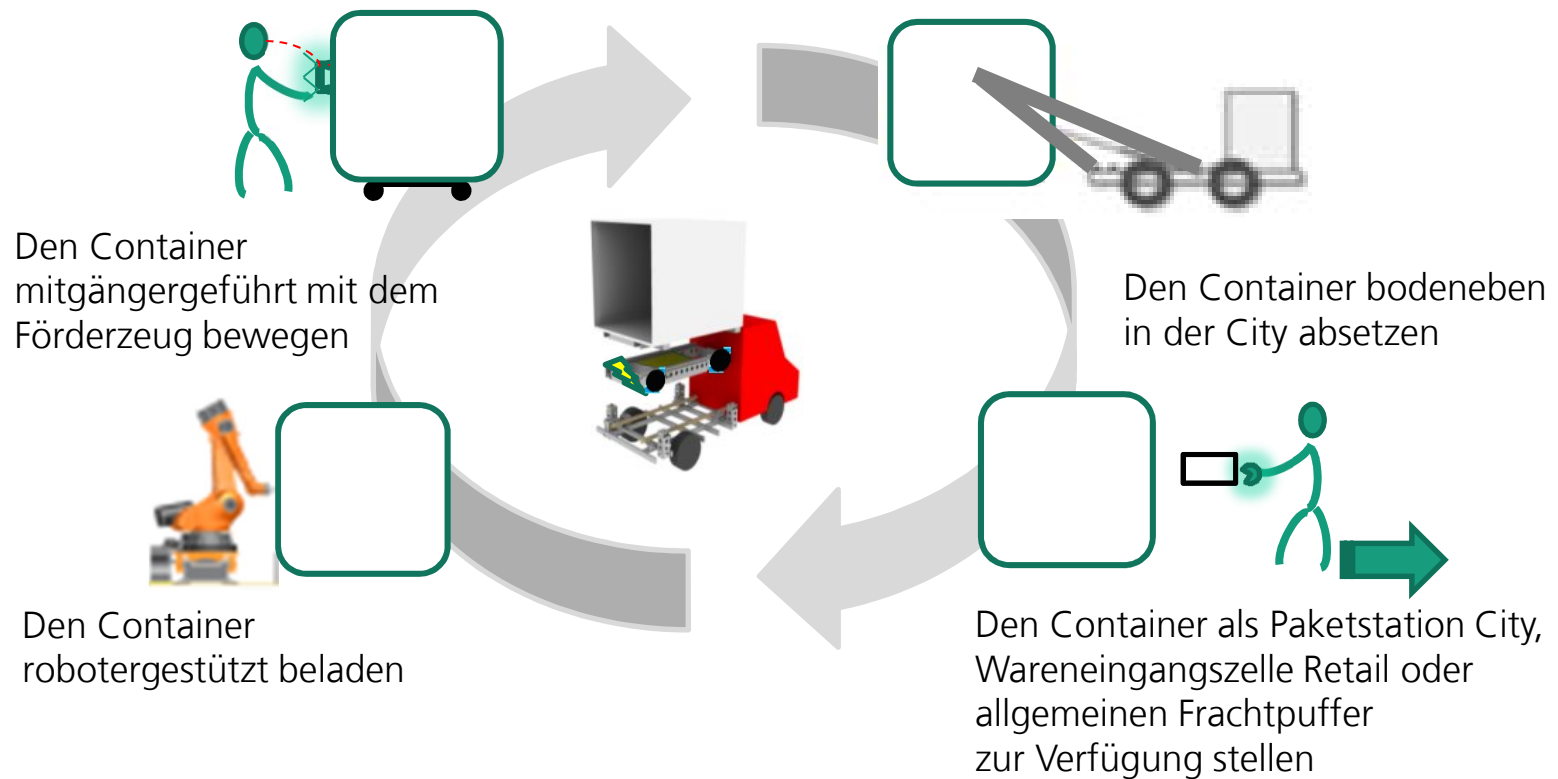 Den Container
mitgängergeführt mit dem
Förderzeug bewegen
Den Container bodeneben
in der City absetzen
Den Container
robotergestützt beladen
Den Container als Paketstation City,
Wareneingangszelle Retail oder
allgemeinen Frachtpuffer
zur Verfügung stellen